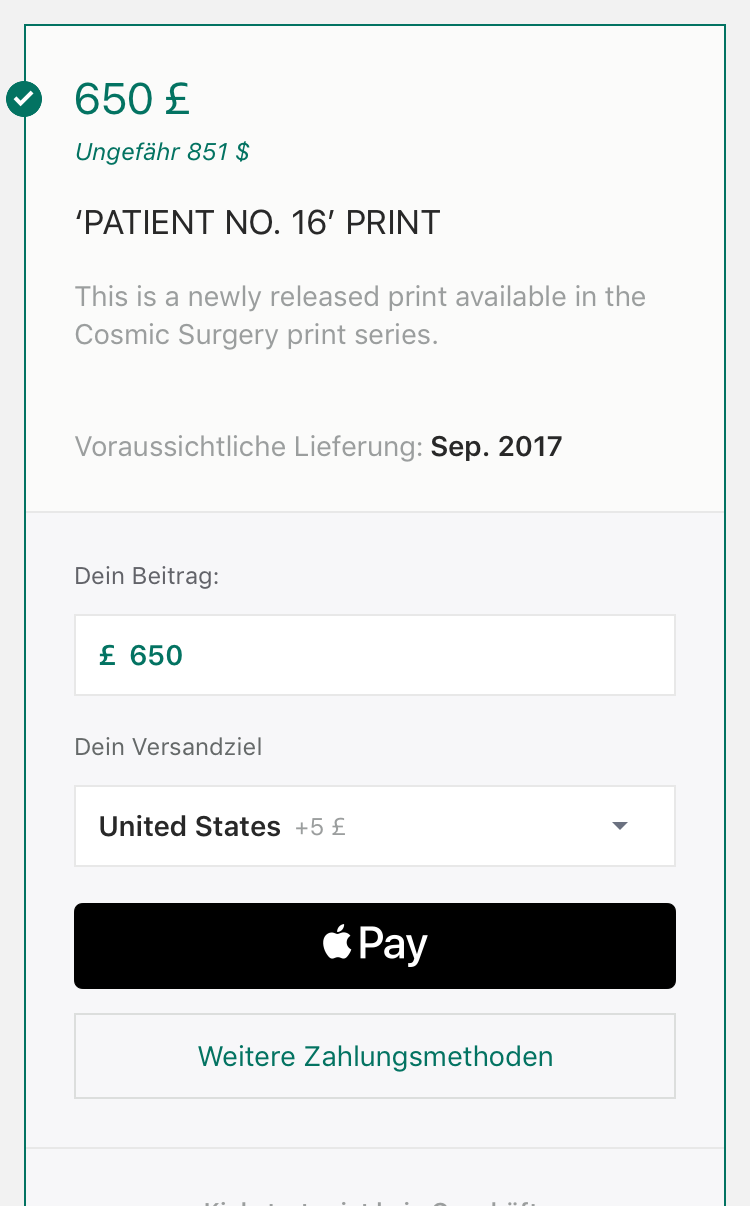 650 £
Ungefähr 851 $
‘PATIENT NO. 16’ PRINT
This is a newly released print available in the
Cosmic Surgery print series.
Voraussichtliche Lieferung: Sep. 2017
Dein Beitrag:
£ 650
Dein Versandziel
United States +5 £
Pay
Weitere Zahlungsmethoden